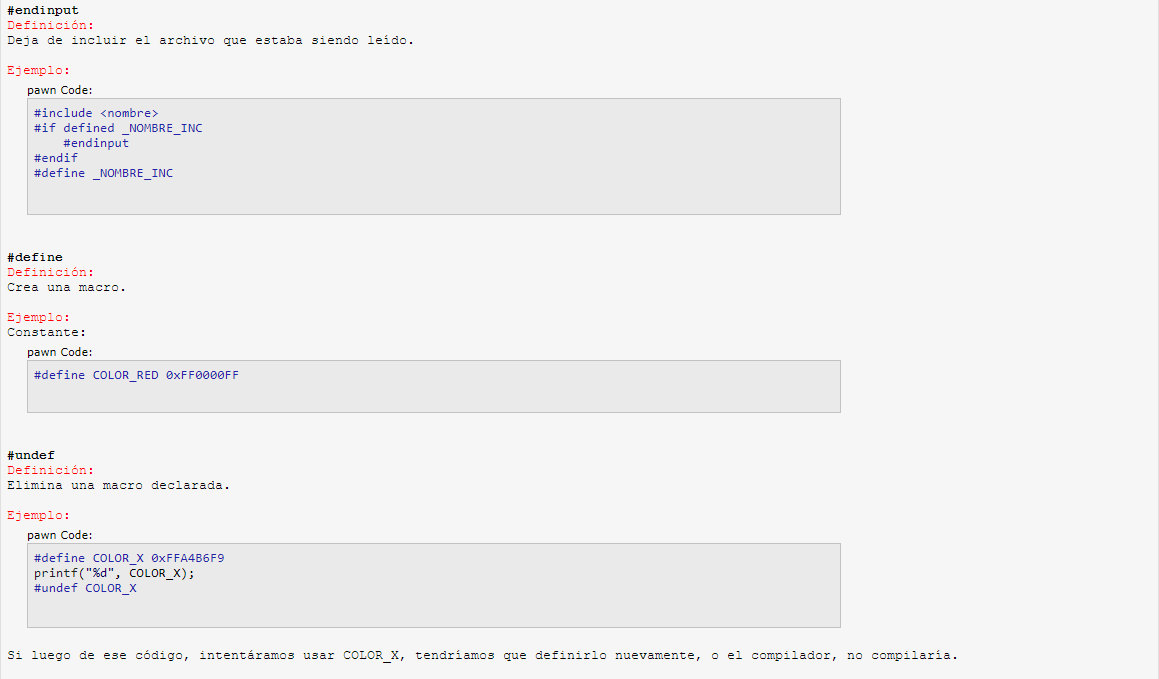 #endinput
Definición:
Deja de incluir el archivo que estaba siendo leído.
Ejemplo:
pawn Code:
#include <nombre>
#if defined _NOMBRE_INC
#endinput
#endif
#define _NOMBRE_INC
#define
Definición:
Crea una macro.
Ejemplo:
Constante:
pawn Code:
#define COLOR_RED 0xFF0000FF
#undef
Definición:
Elimina una macro declarada.
Ejemplo:
pawn Code:
#define COLOR_X 0xFFA4B6F9
printf("%d", COLOR_X);
#undef COLOR_X
Si luego de ese código, intentáramos usar COLOR_X, tendríamos que definirlo nuevamente, o el compilador, no compilaría.